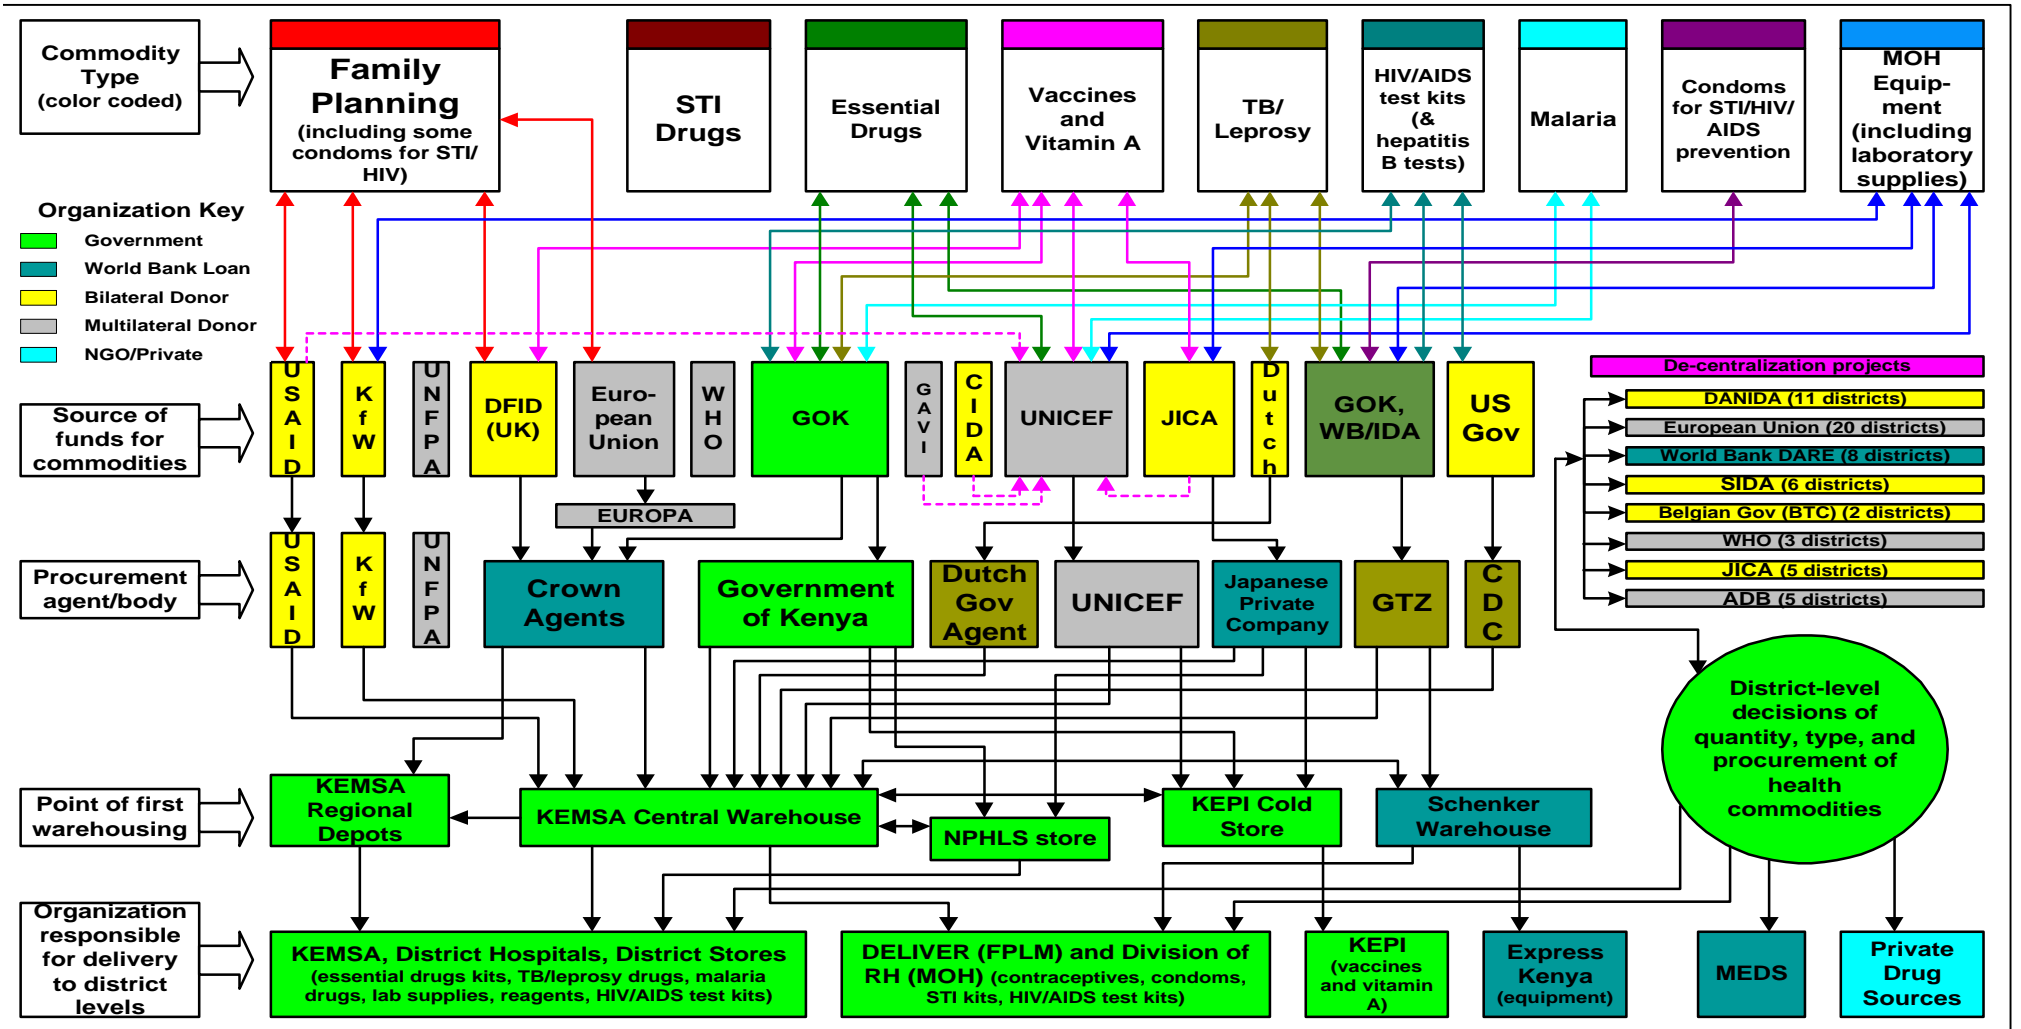 Commodity
Type
(color coded)
Family
Planning
(including some
condoms for STI/
HIV)
STI
Drugs
Essential
Drugs
Vaccines
and
Vitamin A
TB/
Leprosy
HIV/AIDS
test kits
(&
hepatitis
B tests)
Malaria
Condoms
for STI/HIV/
AIDS
prevention
MOH
Equip-
ment
(including
laboratory
supplies)
Organization Key
Government
World Bank Loan
Bilateral Donor
Multilateral Donor
NGO/Private
Source of
funds for
commodities
USAID
KfW
UNFPA
DFID
(UK)
Euro-
pean
Union
WHO
GOK
GAVI
CIDA
UNICEF
JICA
Dutch
GOK,
WB/IDA
US
Gov
De-centralization projects
DANIDA (11 districts)
European Union (20 districts)
World Bank DARE (8 districts)
SIDA (6 districts)
Belgian Gov (BTC) (2 districts)
WHO (3 districts)
JICA (5 districts)
ADB (5 districts)
EUROPA
Procurement
agent/body
USAID
KfW
UNFPA
Crown
Agents
Government
of Kenya
Dutch
Gov
Agent
UNICEF
Japanese
Private
Company
GTZ
CDC
District-level
decisions of
quantity, type, and
procurement of
health
commodities
Point of first
warehousing
KEMSA
Regional
Depots
KEMSA Central Warehouse
NPHLS store
KEPI Cold
Store
Schenker
Warehouse
Organization
responsible
for delivery
to district
levels
KEMSA, District Hospitals, District Stores
(essential drugs kits, TB/leprosy drugs, malaria
drugs, lab supplies, reagents, HIV/AIDS test kits)
DELIVER (FPLM) and Division of
RH (MOH) (contraceptives, condoms,
STI kits, HIV/AIDS test kits)
KEPI
(vaccines
and vitamin
A)
Express
Kenya
(equipment)
MEDS
Private
Drug
Sources